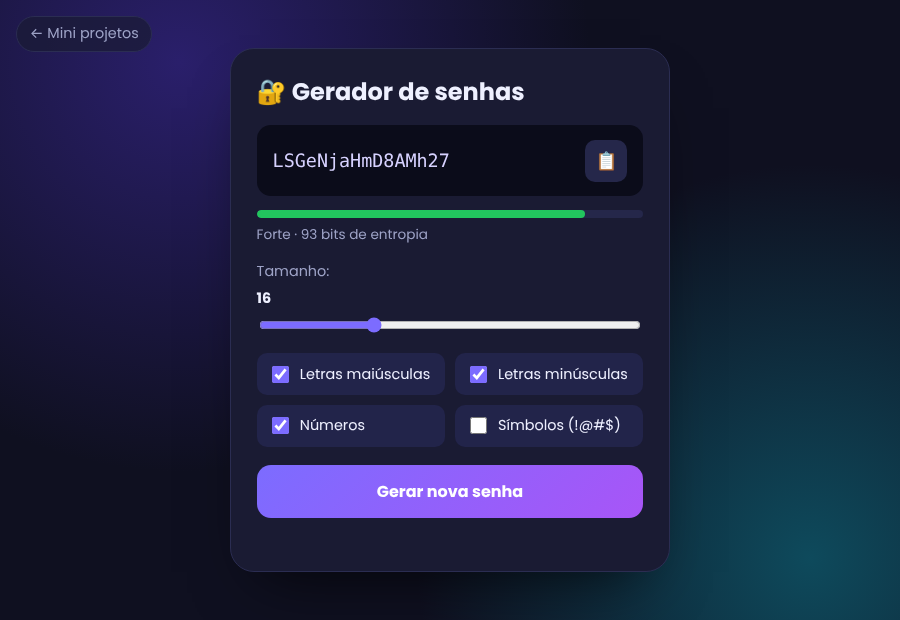 ← Mini projetos
🔐 Gerador de senhas
LSGeNjaHmD8AMh27
Forte · 93 bits de entropia
Tamanho:
16
Letras maiúsculas
Letras minúsculas
Números
Símbolos (!@#$)
Gerar nova senha